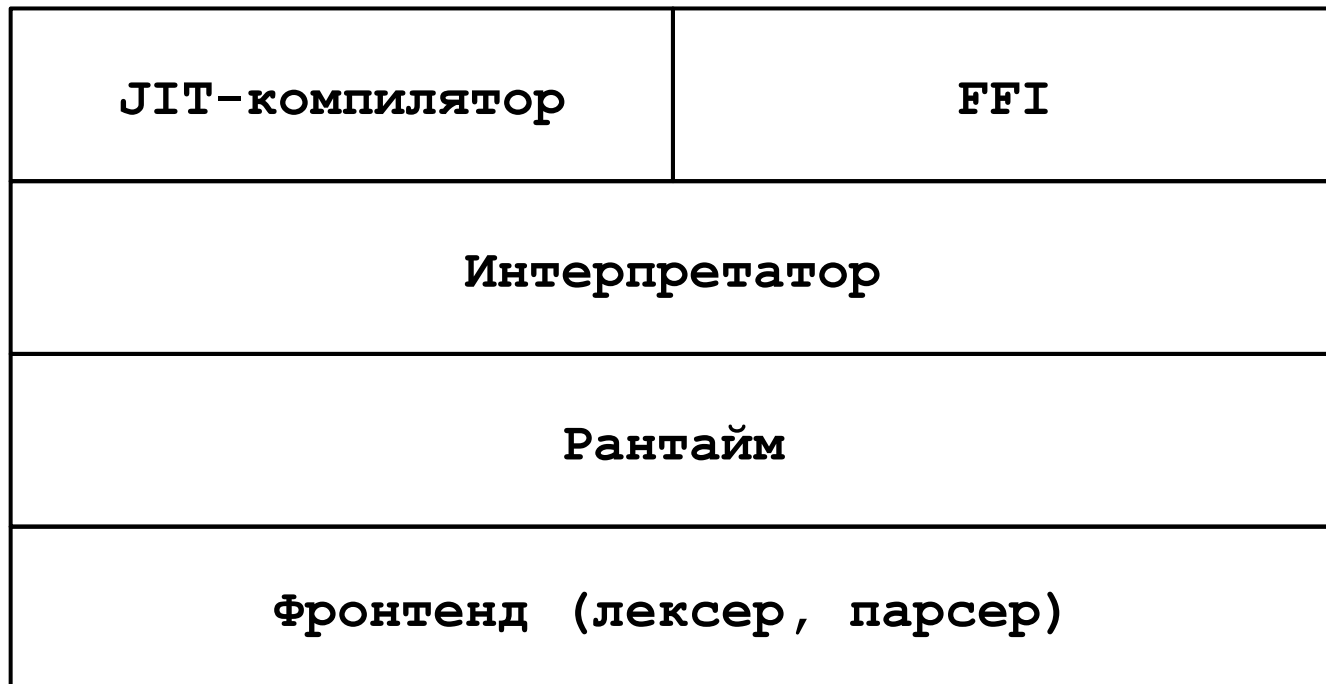 JIT-компилятор
FFI
Интерпретатор
Рантайм
Фронтенд (лексер, парсер)